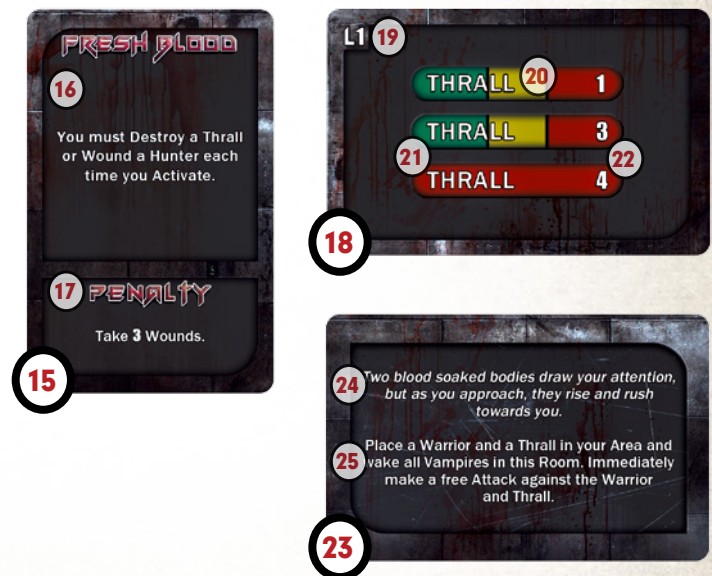 FRESH BLOOD
16
You must Destroy a Thrall
or Wound a Hunter each
time you Activate.
17
PENALTY
Take 3 Wounds.
15
L1
19
THRALL 20 1
THRALL 3
21
22
THRALL 4
18
24
Two blood soaked bodies draw your attention,
but as you approach, they rise and rush
towards you.
Place a Warrior and a Thrall in your Area and
25
wake all Vampires in this Room. Immediately
make a free Attack against the Warrior
and Thrall.
23